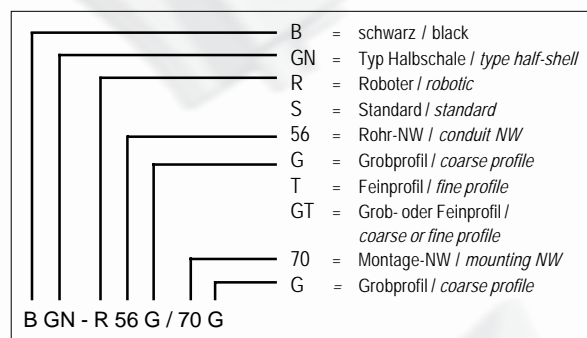 B = schwarz / black
GN = Typ Halbschale / type half-shell
R = Roboter / robotic
S = Standard / standard
56 = Rohr-NW / conduit NW
G = Grobprofil / coarse profile
T = Feinprofil / fine profile
GT = Grob- oder Feinprofil /
coarse or fine profile
70 = Montage-NW / mounting NW
G = Grobprofil / coarse profile
B GN - R 56 G / 70 G